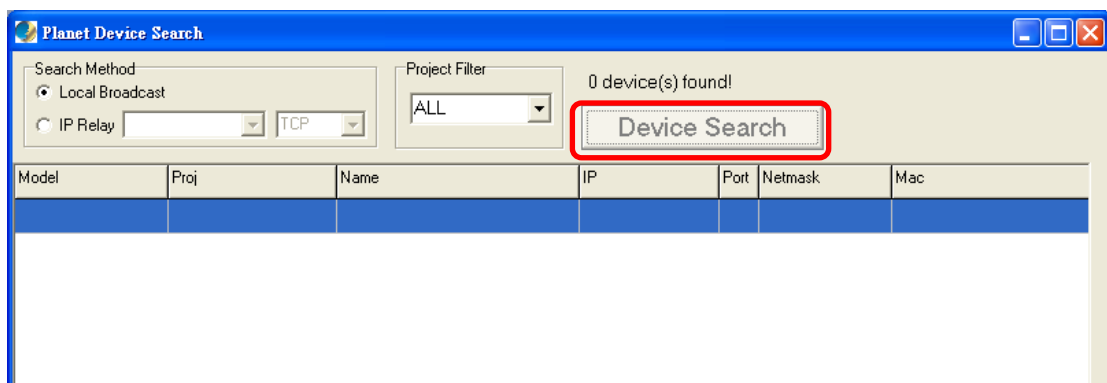 Planet Device Search
Search Method
Local Broadcast
IP Relay TCP
Project Filter
ALL
0 device(s) found!
Device Search
Model Proj Name IP Port Netmask Mac